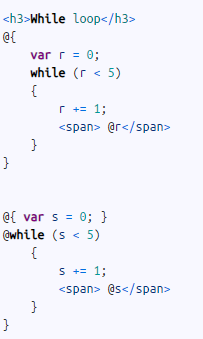 <h3>While loop</h3>
@{
    var r = 0;
    while (r < 5)
    {
        r += 1;
        <span> @r</span>
    }
}
@{ var s = 0; }
@while (s < 5)
    {
        s += 1;
        <span> @s</span>
    }
}